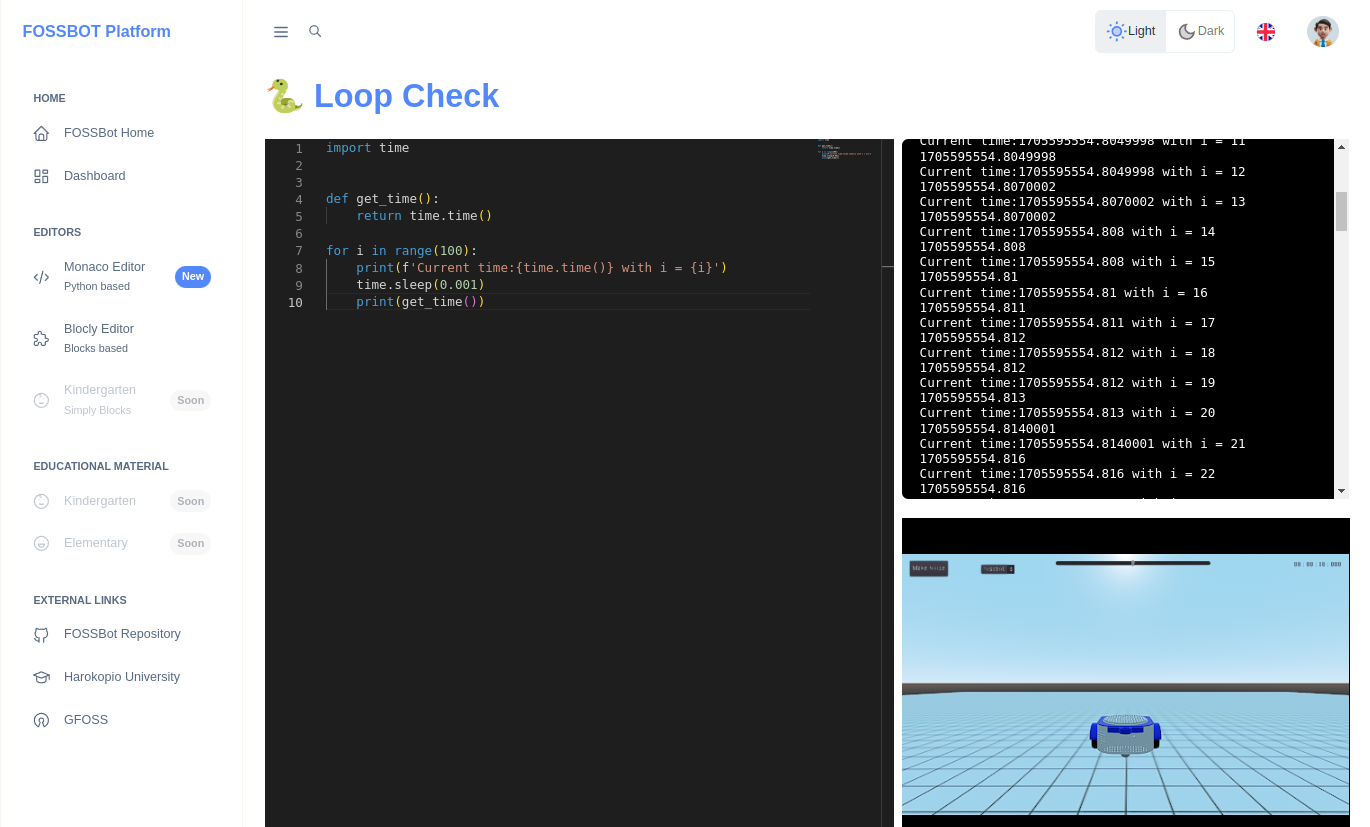 FOSSBOT Platform
Light
Dark
HOME
FOSSBot Home
Dashboard
EDITORS
Monaco Editor
Python based
New
Blocly Editor
Blocks based
Kindergarten
Simply Blocks
Soon
EDUCATIONAL MATERIAL
Kindergarten
Soon
Elementary
Soon
EXTERNAL LINKS
FOSSBot Repository
Harokopio University
GFOSS
Loop Check
1 import time
2
3
4 def get_time():
5     return time.time()
6
7 for i in range(100):
8     print(f'Current time:{time.time()} with i = {i}')
9     time.sleep(0.001)
10     print(get_time())
Current time:1705595554.8049998 with i = 11
1705595554.8049998
Current time:1705595554.8049998 with i = 12
1705595554.8070002
Current time:1705595554.8070002 with i = 13
1705595554.8070002
Current time:1705595554.808 with i = 14
1705595554.808
Current time:1705595554.808 with i = 15
1705595554.81
Current time:1705595554.81 with i = 16
1705595554.811
Current time:1705595554.811 with i = 17
1705595554.812
Current time:1705595554.812 with i = 18
1705595554.812
Current time:1705595554.812 with i = 19
1705595554.813
Current time:1705595554.813 with i = 20
1705595554.8140001
Current time:1705595554.8140001 with i = 21
1705595554.816
Current time:1705595554.816 with i = 22
1705595554.816